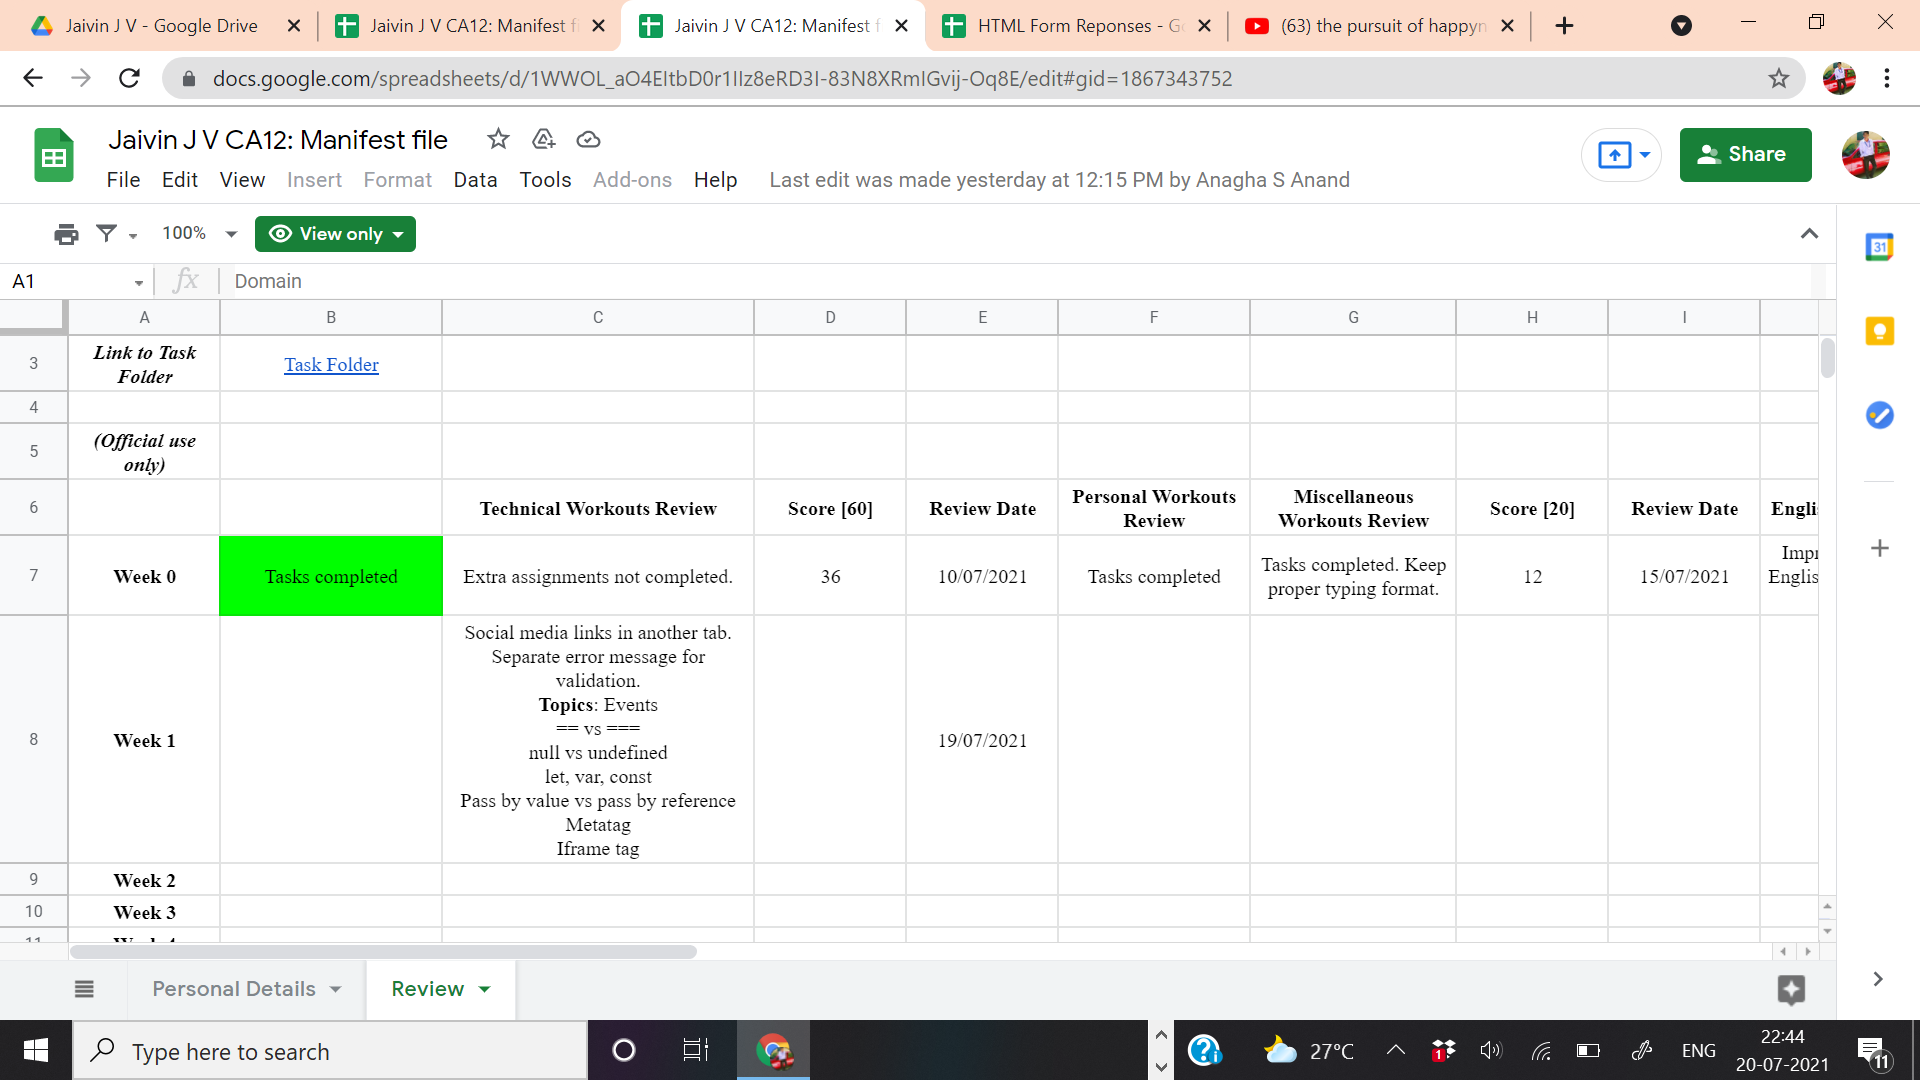 Jaivin J V - Google Drive
Jaivin J V CA12: Manifest fi
Jaivin J V CA12: Manifest f
HTML Form Reponses - Go
(63) the pursuit of happyn
docs.google.com/spreadsheets/d/1WWOL_aO4EItbD0r1IIz8eRD3I-83N8XRmIGvij-Oq8E/edit#gid=1867343752
Jaivin J V CA12: Manifest file
File Edit View Insert Format Data Tools Add-ons Help Last edit was made yesterday at 12:15 PM by Anagha S Anand
Share
100%
View only
31
A1
fx
Domain
A B C D E F G H I
3
Link to Task
Folder
Task Folder
4
5
(Official use
only)
6
Technical Workouts Review
Score [60]
Review Date
Personal Workouts
Review
Miscellaneous
Workouts Review
Score [20]
Review Date
Engli
7
Week 0
Tasks completed
Extra assignments not completed.
36
10/07/2021
Tasks completed
Tasks completed. Keep
proper typing format.
12
15/07/2021
Impr
Englis
8
Week 1
Social media links in another tab.
Separate error message for
validation.
Topics: Events
== vs ===
null vs undefined
let, var, const
Pass by value vs pass by reference
Metatag
Iframe tag
19/07/2021
9
Week 2
10
Week 3
11
Week 4
Personal Details
Review
Type here to search
27°C
1
ENG
22:44
20-07-2021
11